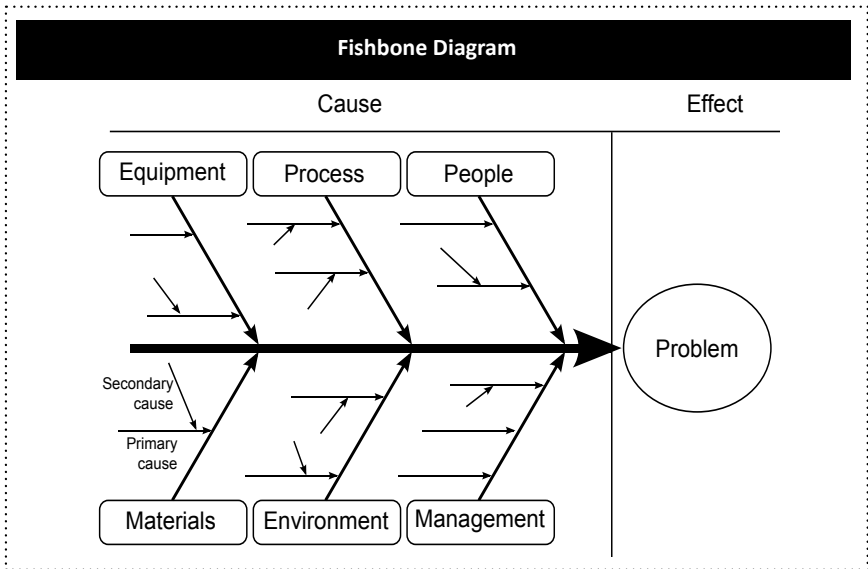 Fishbone Diagram
Cause
Effect
Equipment
Process
People
Problem
Secondary
cause
Primary
cause
Materials
Environment
Management